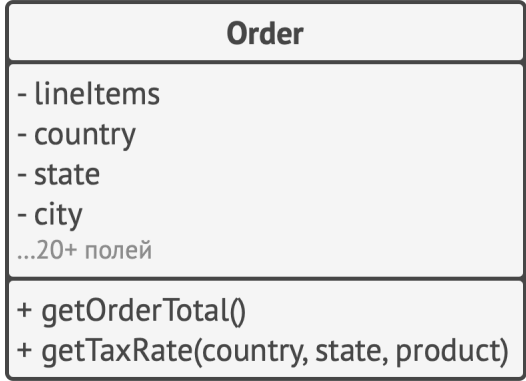 Order
- lineItems
- country
- state
- city
...20+ полей
+ getOrderTotal()
+ getTaxRate(country, state, product)